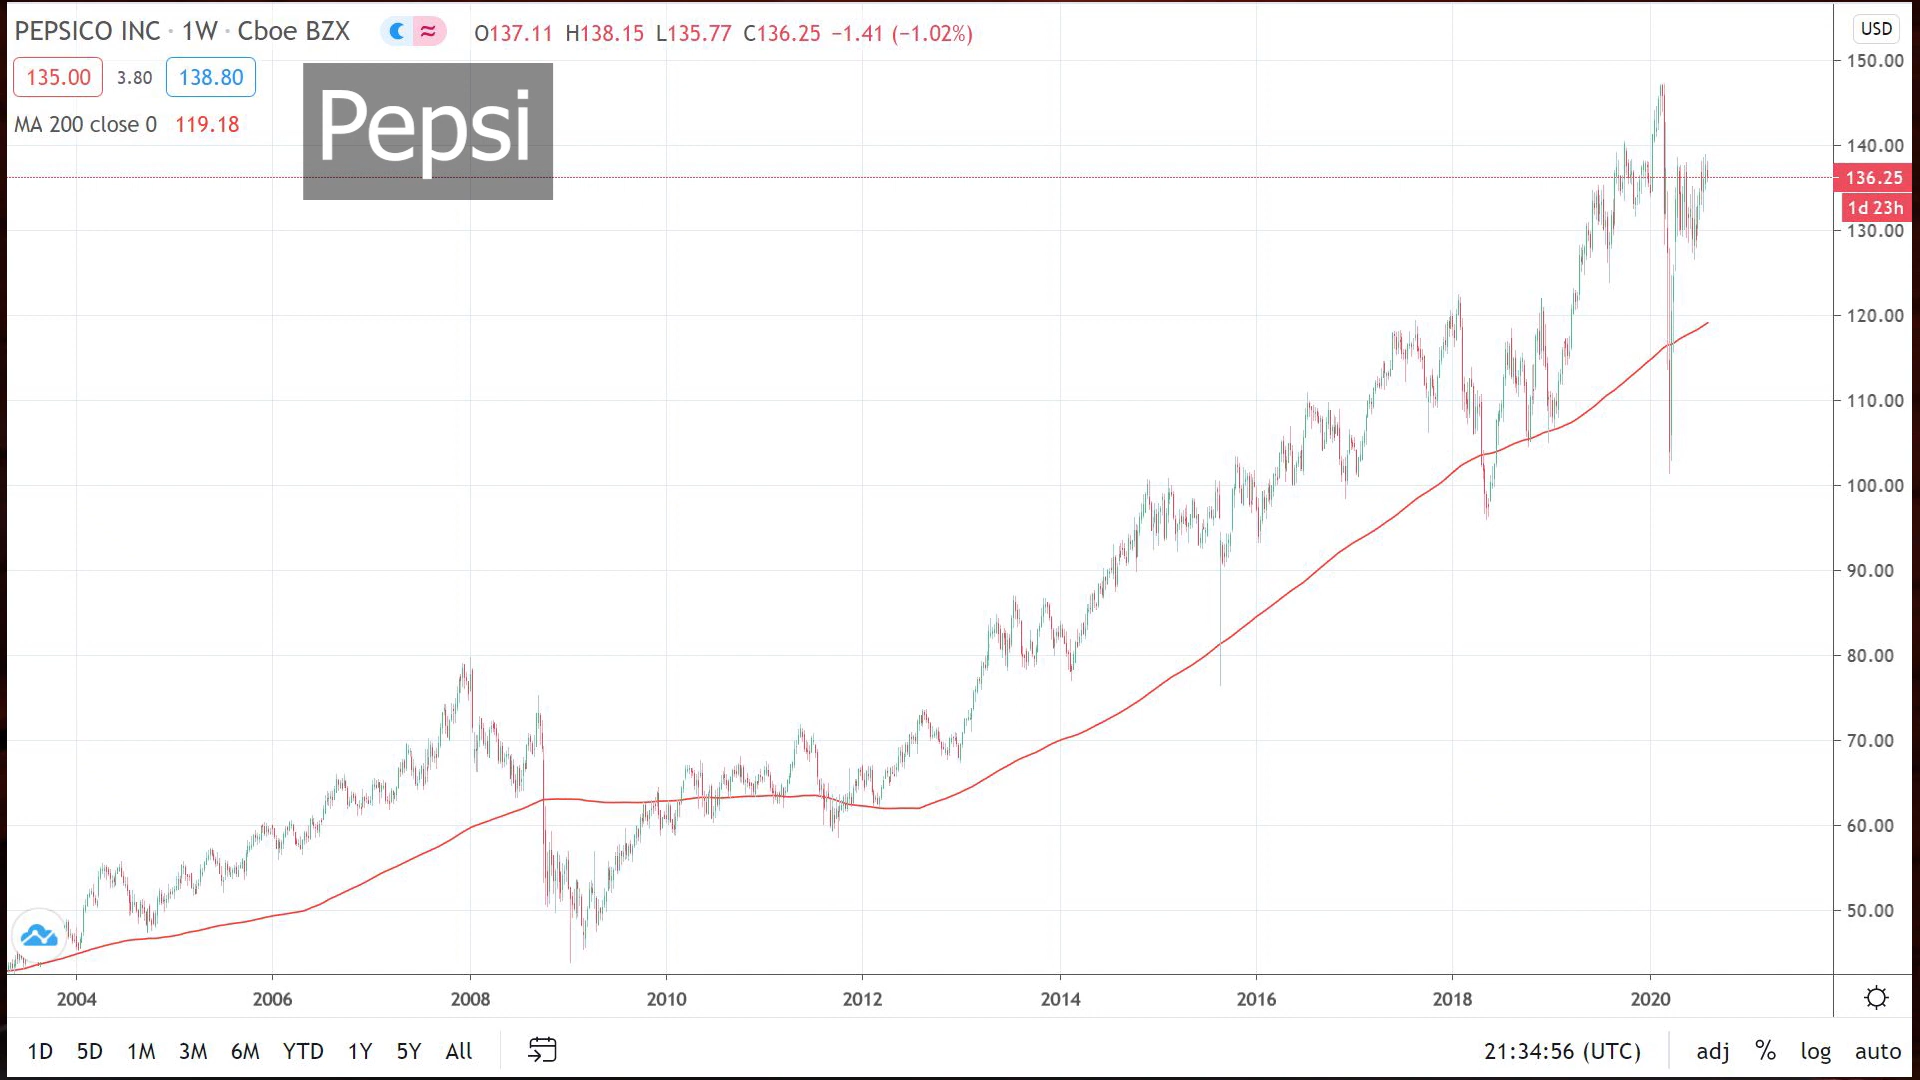 PEPSICO INC · 1W · Cboe BZX O137.11 H138.15 L135.77 C136.25 −1.41 (−1.02%)
USD
135.00 3.80 138.80
MA 200 close 0 119.18
Pepsi
150.00
140.00
136.25
1d 23h
130.00
120.00
110.00
100.00
90.00
80.00
70.00
60.00
50.00
2004 2006 2008 2010 2012 2014 2016 2018 2020
1D 5D 1M 3M 6M YTD 1Y 5Y All 21:34:56 (UTC) adj % log auto